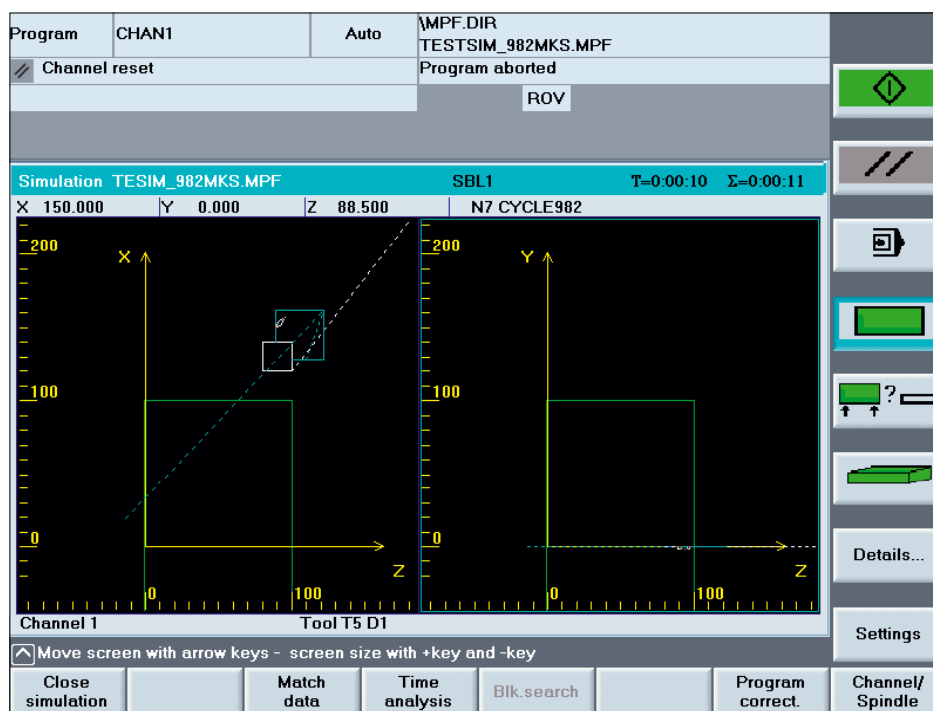 Program CHAN1 Auto \MPF.DIR
TESTSIM_982MKS.MPF
Channel reset Program aborted
ROV
Simulation TESIM_982MKS.MPF SBL1 T=0:00:10 Σ=0:00:11
X 150.000 Y 0.000 Z 88.500 N7 CYCLE982
200 X
100
0
Z
0 100
200 Y
100
0
Z
0 100
?
Channel 1 Tool T5 D1
Details...
Settings
Move screen with arrow keys - screen size with +key and -key
Close simulation
Match data
Time analysis
Blk.search
Program correct.
Channel/ Spindle